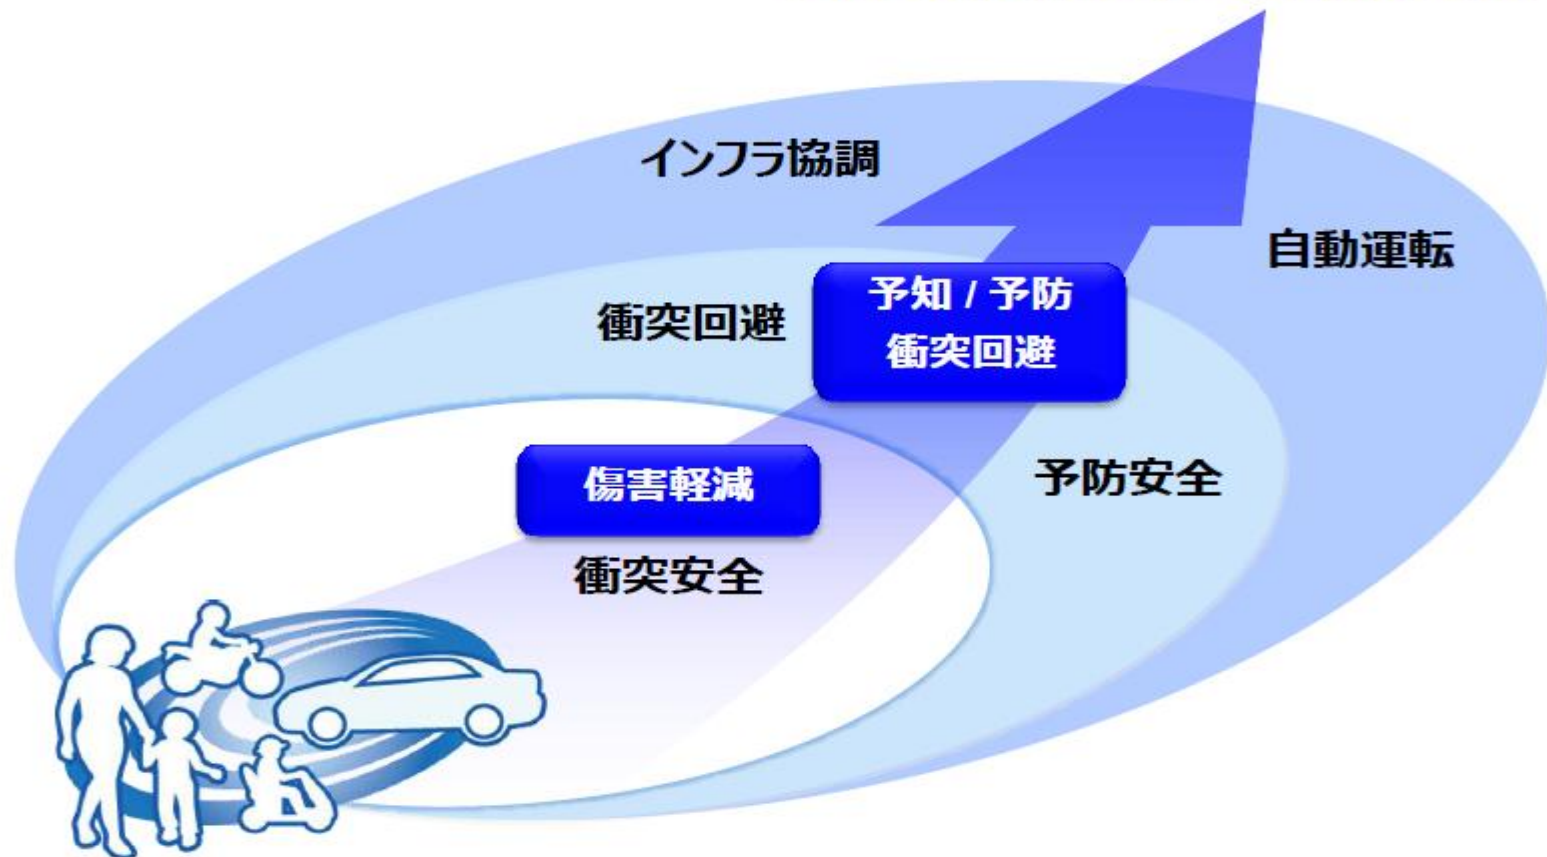 インフラ協調
自動運転
衝突回避
予知 / 予防
衝突回避
予防安全
傷害軽減
衝突安全